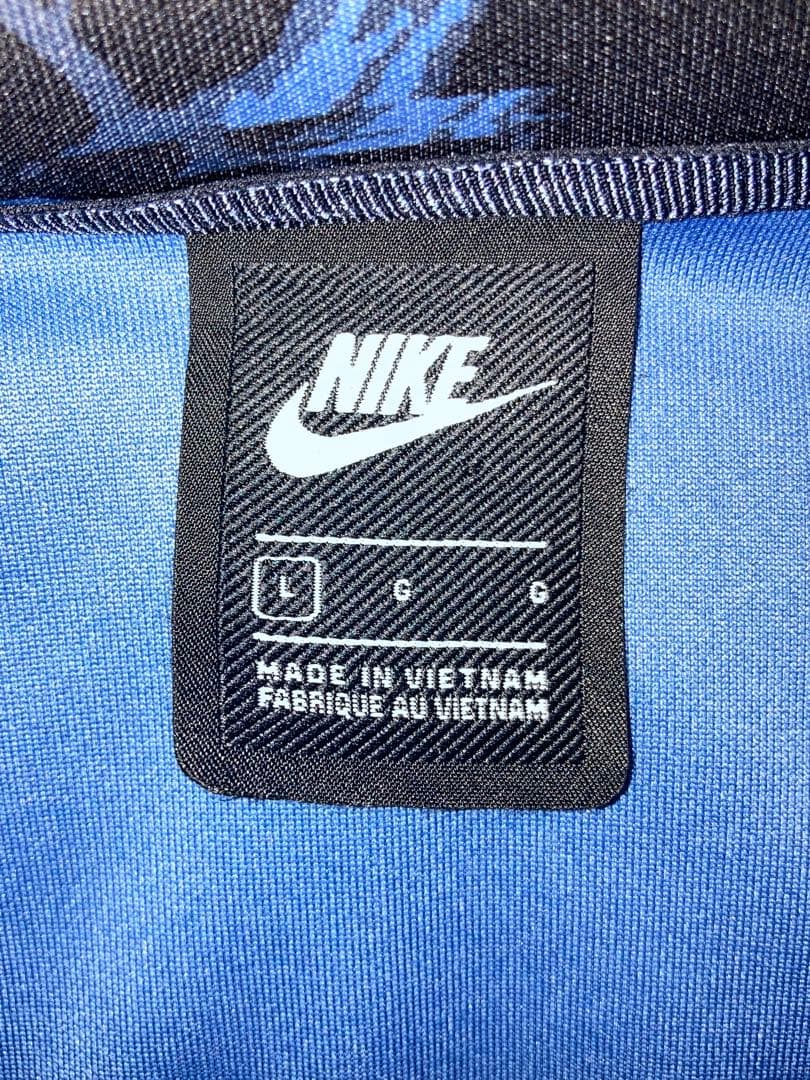 NIKE
L G G
MADE IN VIETNAM
FABRIQUE AU VIETNAM